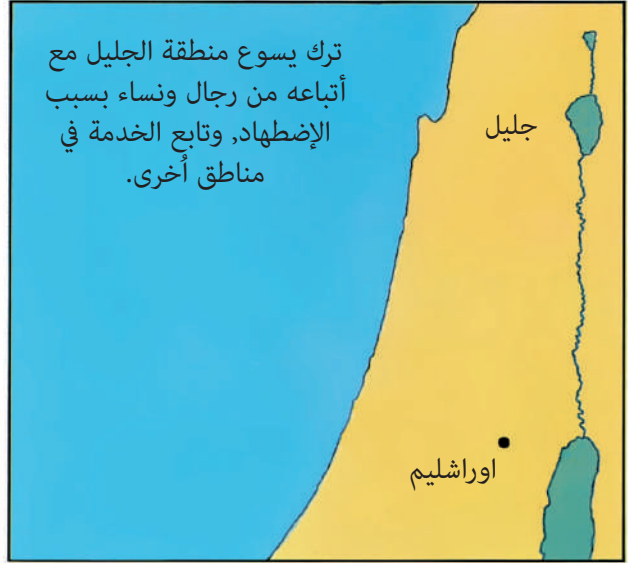 ترك يسوع منطقة الجليل مع
أتباعه من رجال ونساء بسبب
الإضطهاد, وتابع الخدمة في
مناطق اُخرى.
جليل
اوراشليم